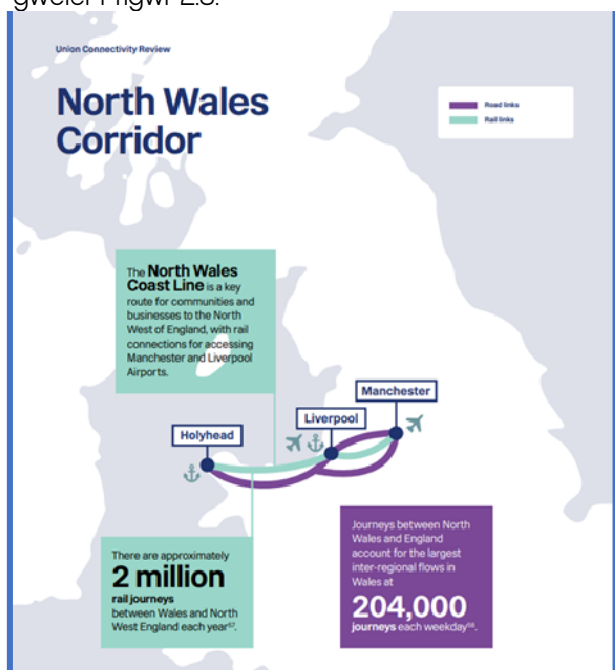 gweler Ffigwr 2.8.
Union Connectivity Review
North Wales
Corridor
Road links
Rail links
The North Wales
Coast Line is a key
route for communities and
businesses to the North
West of England, with rail
connections for accessing
Manchester and Liverpool
Airports.
Manchester
Liverpool
Holyhead
There are approximately
2 million
rail journeys
between Wales and North
West England each year⁵⁷.
Journeys between North
Wales and England
account for the largest
inter-regional flows in
Wales at
204,000
journeys each weekday⁵⁸.